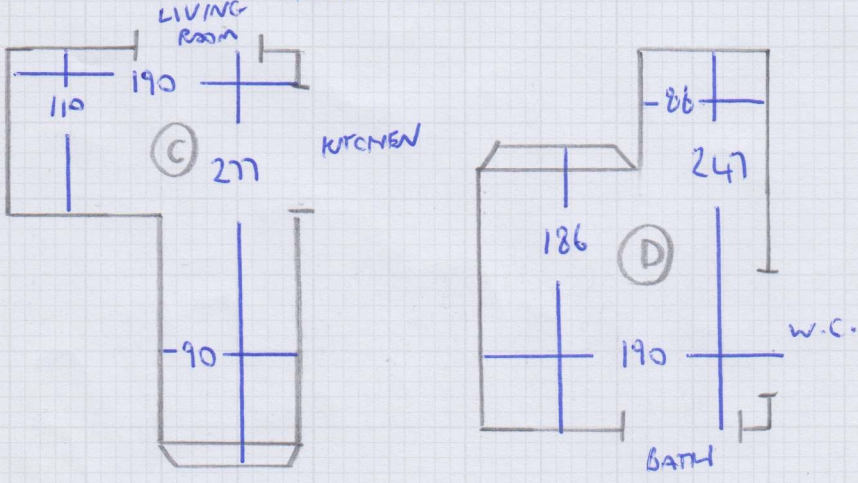 LIVING
ROOM
110
190
C
277
KITCHEN
90
86
247
186
D
190
W.C.
BATH